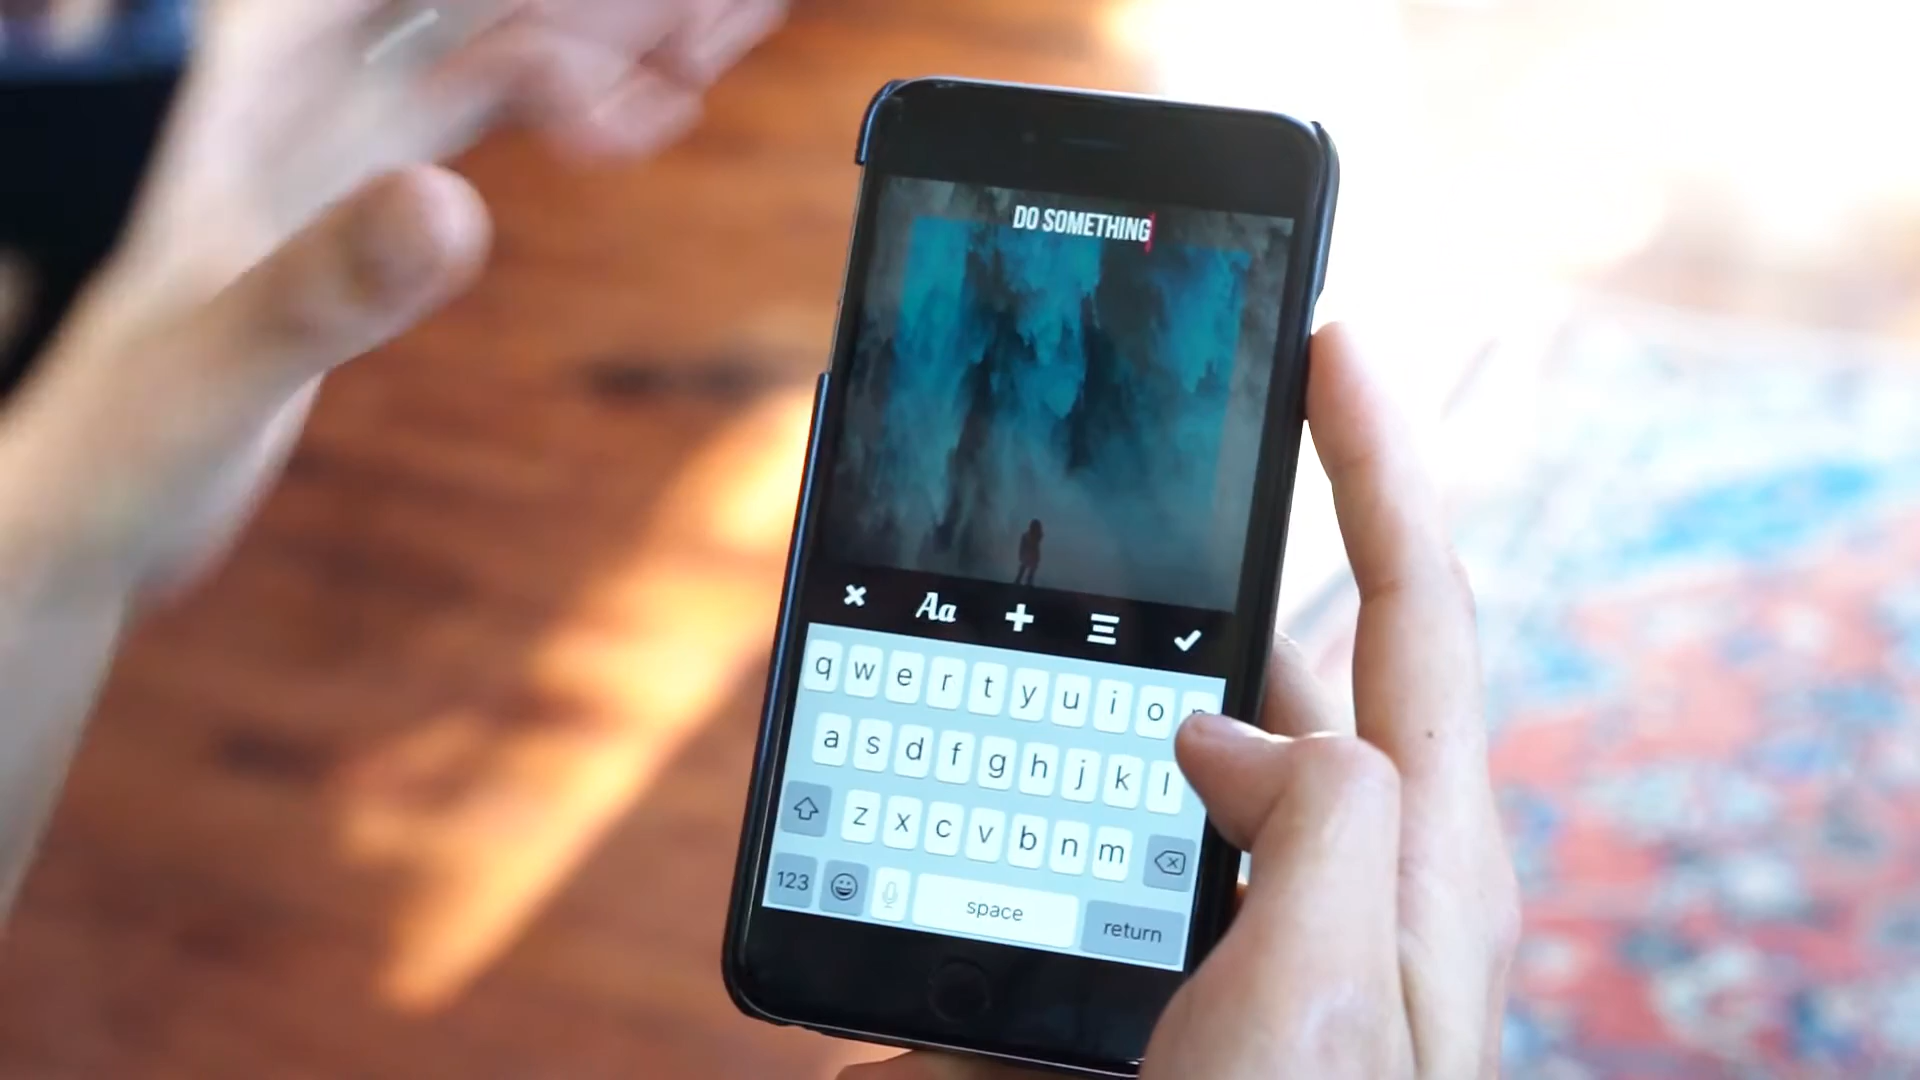 DO SOMETHING
Aa
q w e r t y u i o
a s d f g h j k l
z x c v b n m
123 space return